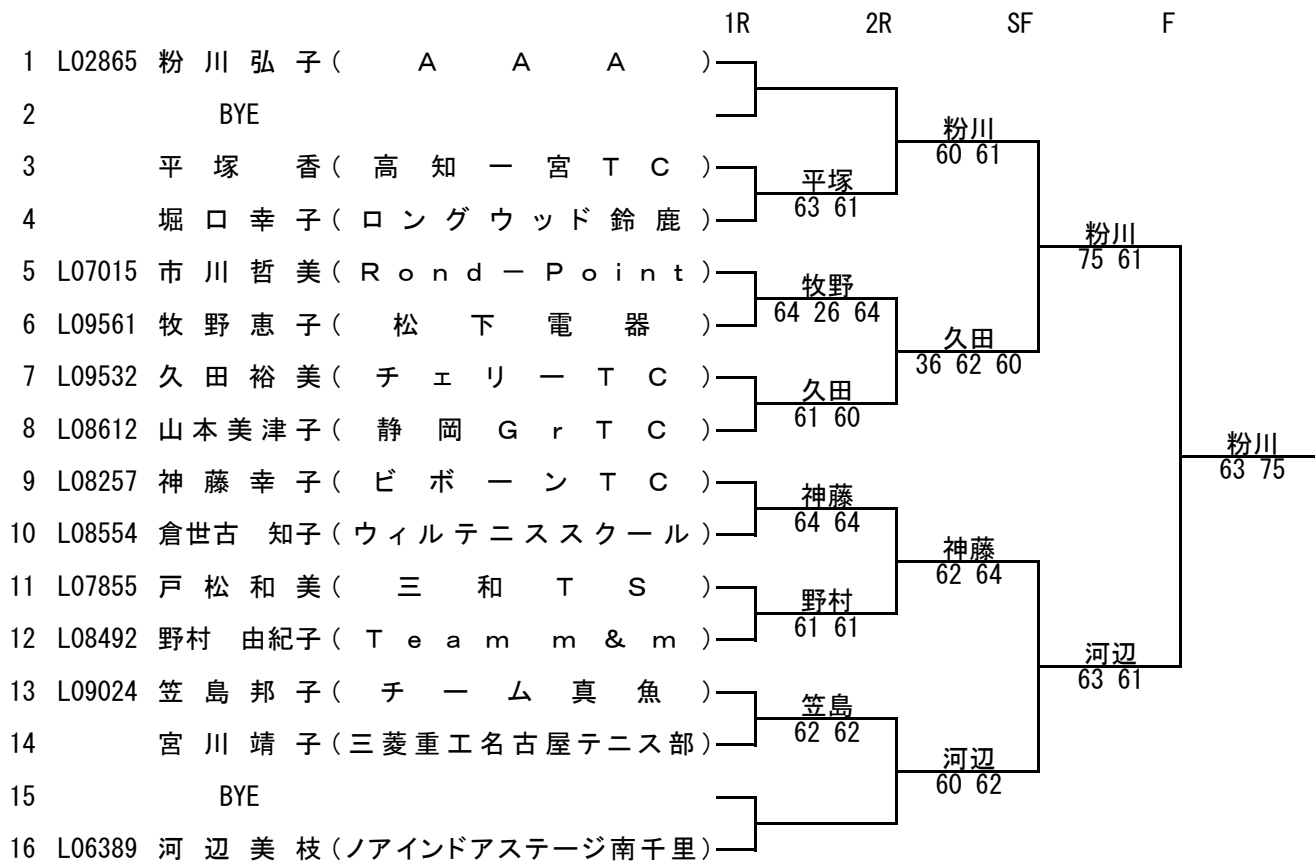 1R 2R SF F
1 L02865 粉川弘子(AAA)
2 BYE
粉川
60 61
3 平塚 香(高知一宮TC)
平塚
63 61
4 堀口幸子(ロングウッド鈴鹿)
粉川
75 61
5 L07015 市川哲美(Rond-Point)
牧野
64 26 64
6 L09561 牧野恵子(松下電器)
久田
36 62 60
7 L09532 久田裕美(チェリーTC)
久田
61 60
8 L08612 山本美津子(静岡GrTC)
粉川
63 75
9 L08257 神藤幸子(ビボーンTC)
神藤
64 64
10 L08554 倉世古 知子(ウィルテニススクール)
神藤
62 64
11 L07855 戸松和美(三和TS)
野村
61 61
12 L08492 野村 由紀子(Team m&m)
河辺
63 61
13 L09024 笠島邦子(チーム真魚)
笠島
62 62
14 宮川靖子(三菱重工名古屋テニス部)
河辺
60 62
15 BYE
16 L06389 河辺美枝(ノアインドアステージ南千里)